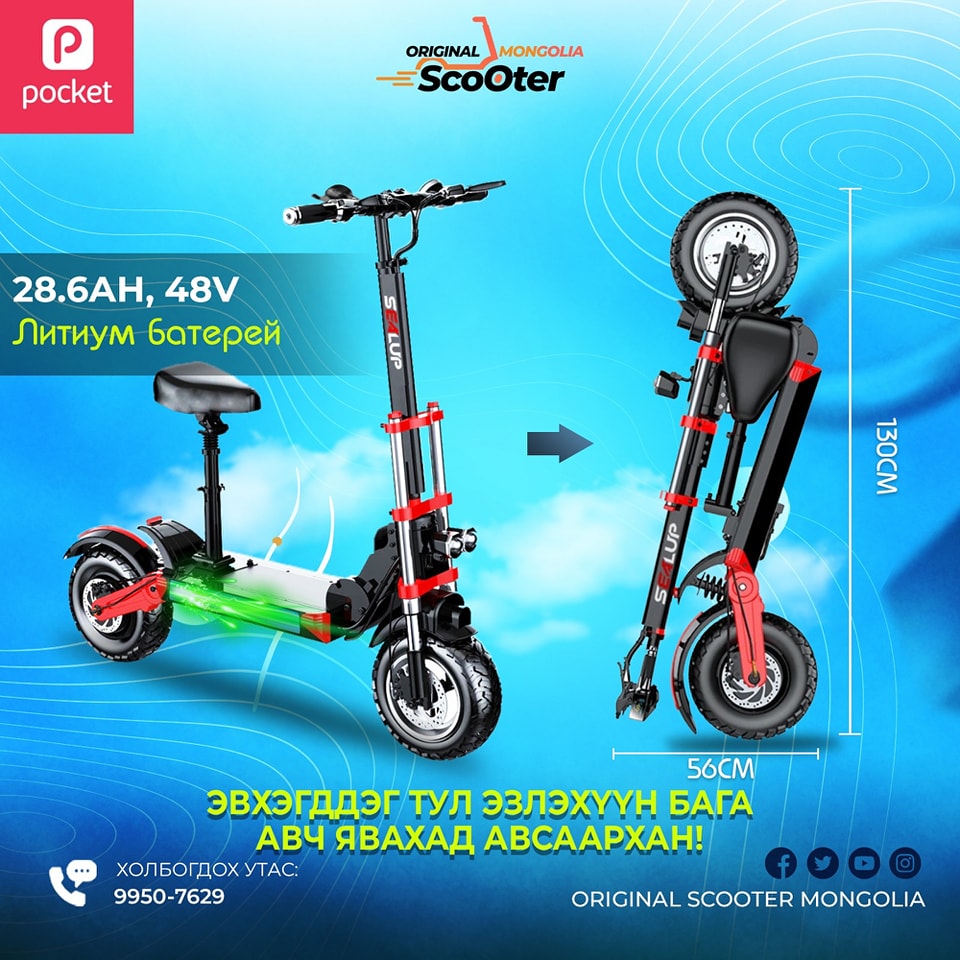 pocket
ORIGINAL MONGOLIA
ScoOter
28.6AH, 48V
Литиум батерей
SEALUP
SEALUP
130CM
56CM
ЭВХЭГДДЭГ ТУЛ ЭЗЛЭХҮҮН БАГА
АВЧ ЯВАХАД АВСААРХАН!
ХОЛБОГДОХ УТАС:
9950-7629
ORIGINAL SCOOTER MONGOLIA